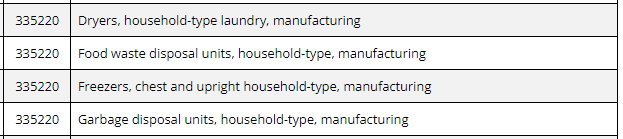 335220 Dryers, household-type laundry, manufacturing
335220 Food waste disposal units, household-type, manufacturing
335220 Freezers, chest and upright household-type, manufacturing
335220 Garbage disposal units, household-type, manufacturing